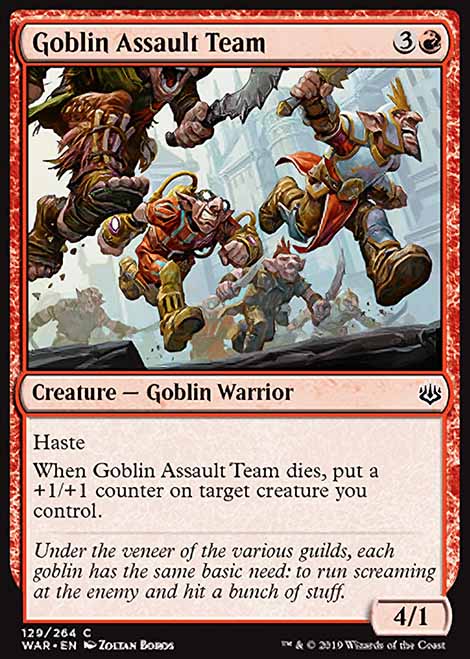 Goblin Assault Team 3
Creature — Goblin Warrior
Haste
When Goblin Assault Team dies, put a
+1/+1 counter on target creature you
control.
Under the veneer of the various guilds, each
goblin has the same basic need: to run screaming
at the enemy and hit a bunch of stuff.
4/1
129/264 C
WAR • EN Zoltan Boros
™ & © 2019 Wizards of the Coast